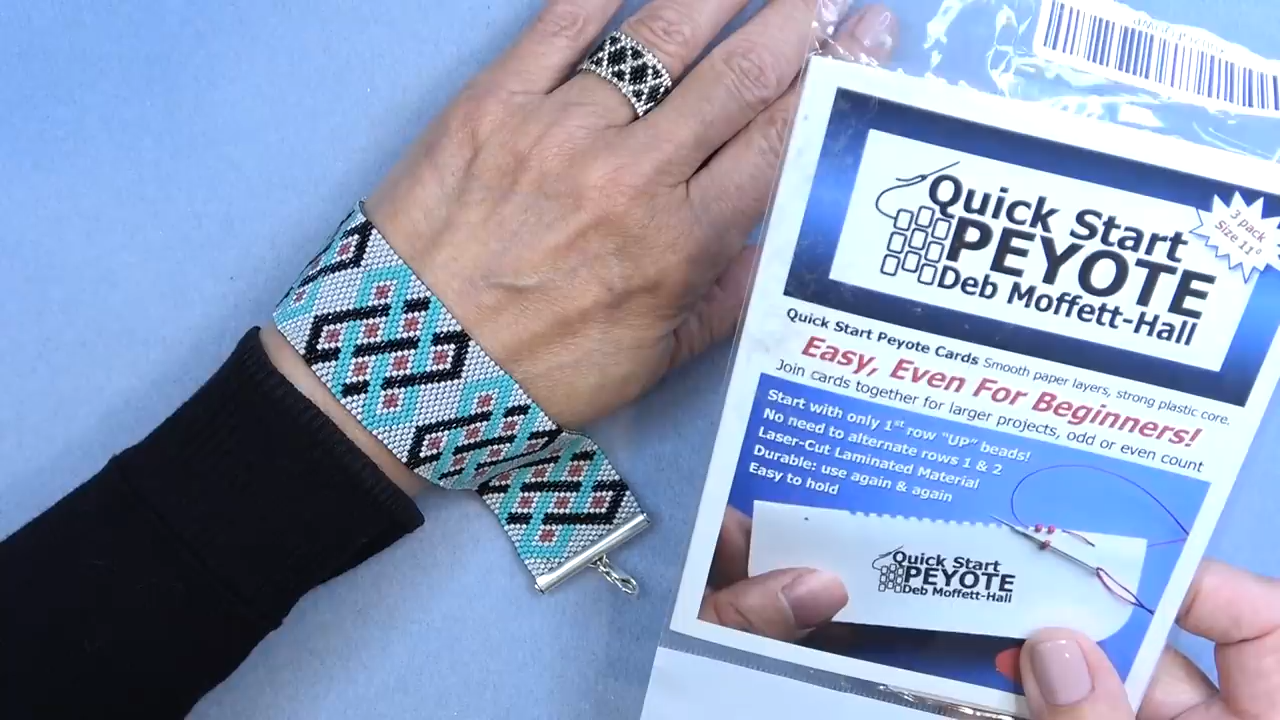 3 pack
Size 11°
Quick Start
PEYOTE
Deb Moffett-Hall
Quick Start Peyote Cards Smooth paper layers, strong plastic core.
Easy, Even For Beginners!
Join cards together for larger projects, odd or even count
Start with only 1st row "UP" beads!
No need to alternate rows 1 & 2
Laser-Cut Laminated Material
Durable: use again & again
Easy to hold
Quick Start
PEYOTE
Deb Moffett-Hall